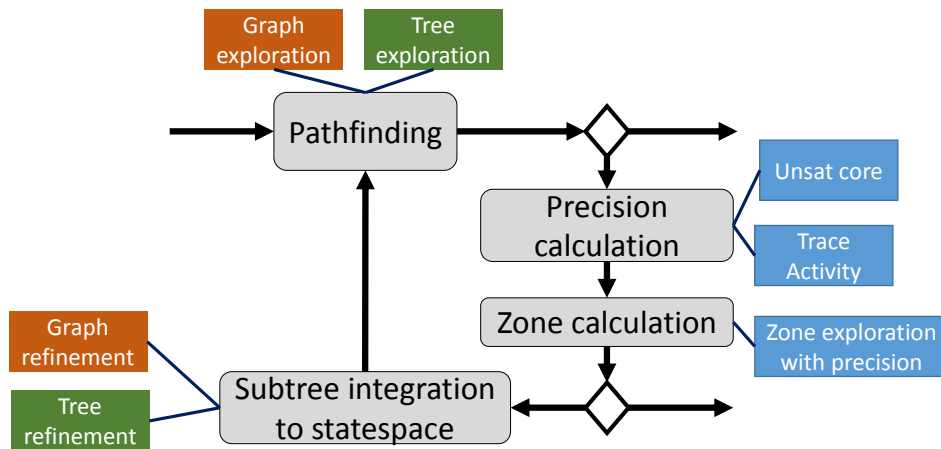 Graph
exploration
Tree
exploration
Pathfinding
Unsat core
Precision
calculation
Trace
Activity
Zone calculation
Zone exploration
with precision
Graph
refinement
Subtree integration
to statespace
Tree
refinement